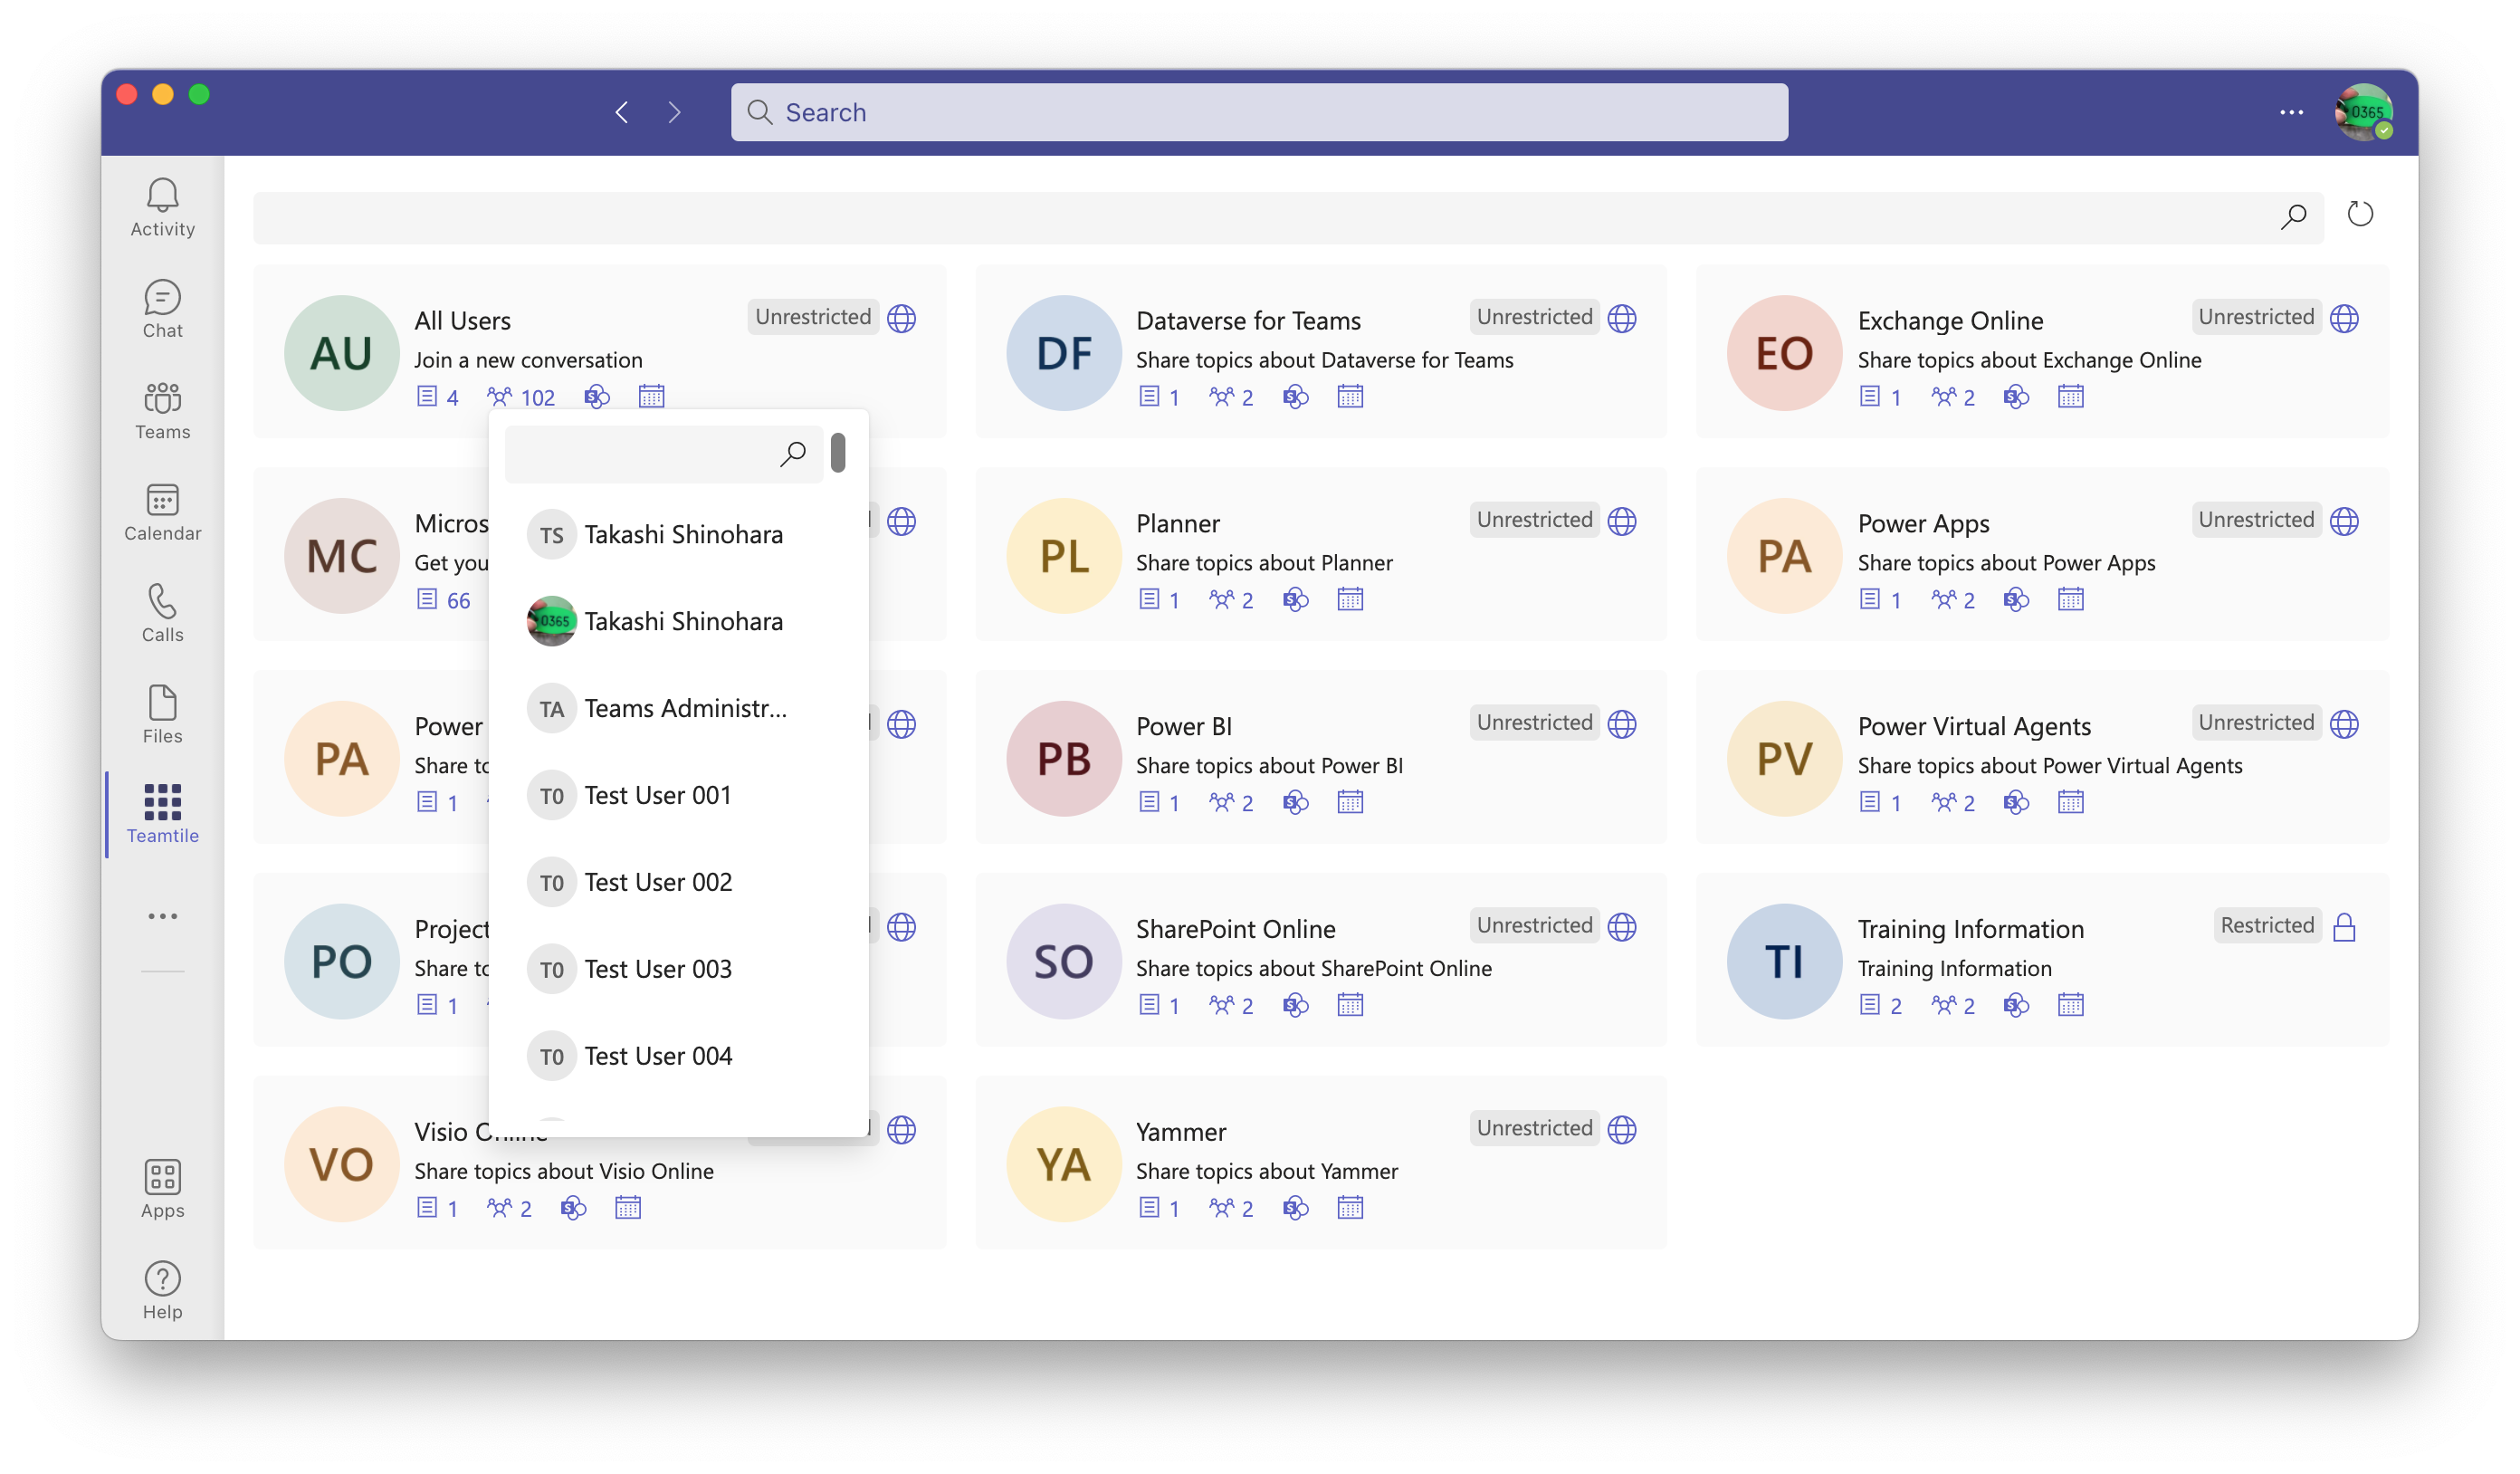 Search
O365
Activity
Chat
Teams
Calendar
Calls
Files
Teamtile
Apps
Help
AU
All Users
Unrestricted
Join a new conversation
4 102
DF
Dataverse for Teams
Unrestricted
Share topics about Dataverse for Teams
1 2
EO
Exchange Online
Unrestricted
Share topics about Exchange Online
1 2
TS Takashi Shinohara
O365 Takashi Shinohara
TA Teams Administr...
T0 Test User 001
T0 Test User 002
T0 Test User 003
T0 Test User 004
MC
Micros
Get you
66
PL
Planner
Unrestricted
Share topics about Planner
1 2
PA
Power Apps
Unrestricted
Share topics about Power Apps
1 2
PA
Power
Share to
1
PB
Power BI
Unrestricted
Share topics about Power BI
1 2
PV
Power Virtual Agents
Unrestricted
Share topics about Power Virtual Agents
1 2
PO
Project
Share to
1
SO
SharePoint Online
Unrestricted
Share topics about SharePoint Online
1 2
TI
Training Information
Restricted
Training Information
2 2
VO
Visio Online
Share topics about Visio Online
1 2
YA
Yammer
Unrestricted
Share topics about Yammer
1 2